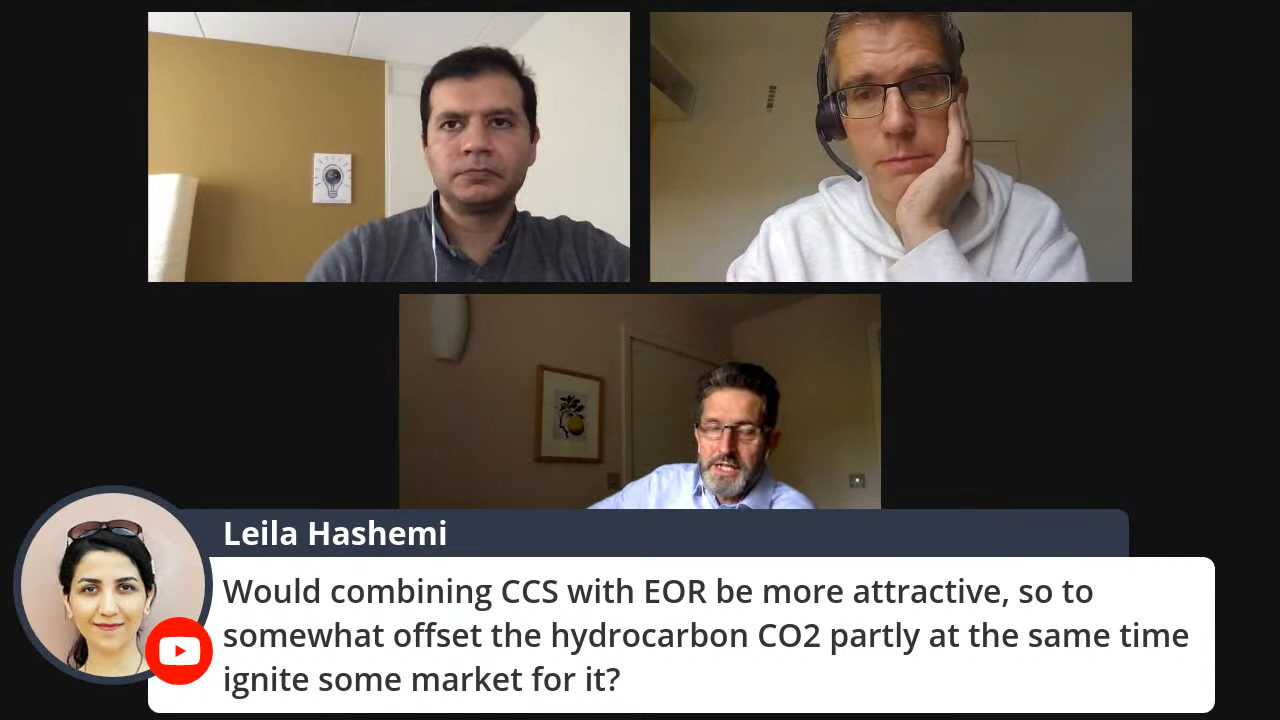 Leila Hashemi
Would combining CCS with EOR be more attractive, so to
somewhat offset the hydrocarbon CO2 partly at the same time
ignite some market for it?